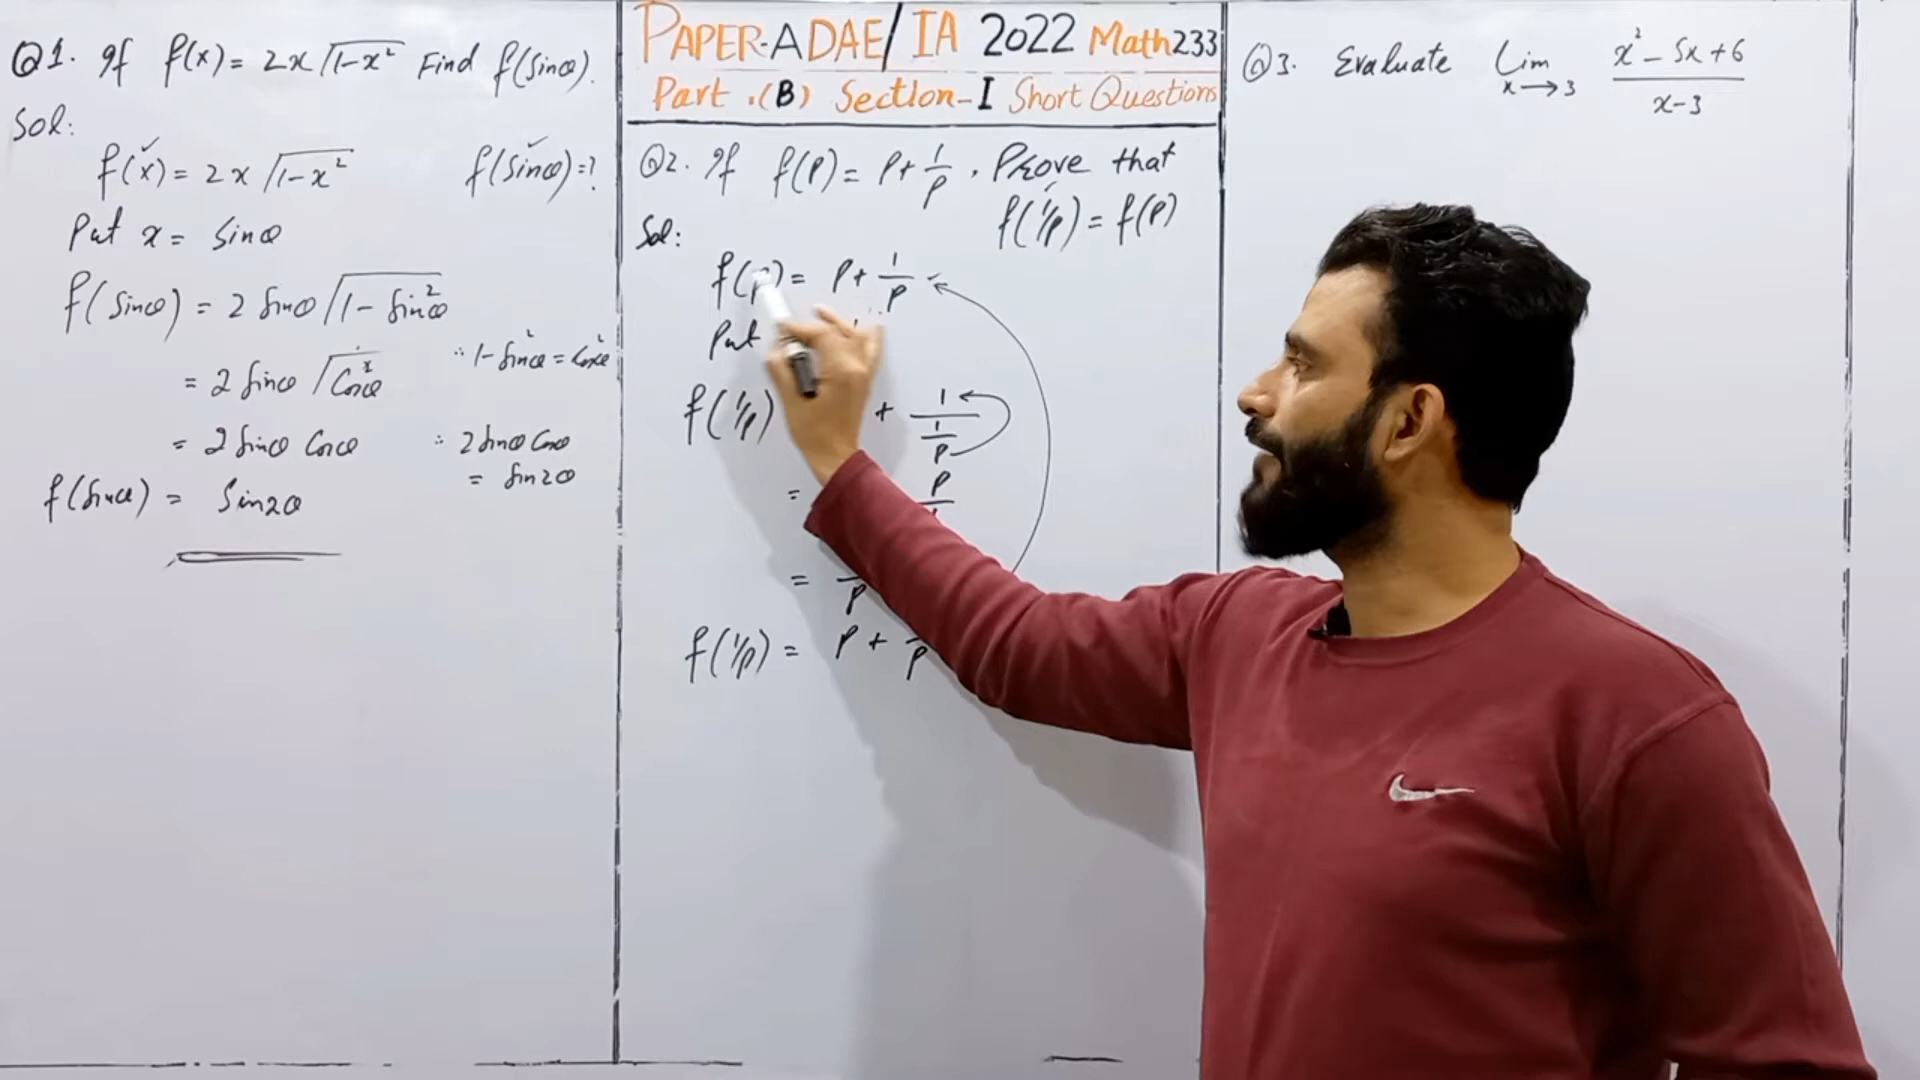 Q1. If f(x) = 2x √1-x² Find f(Sinθ).
Sol:
f(x) = 2x √1-x² f(Sinθ)=?
Put x = Sinθ
f(Sinθ) = 2 Sinθ √1 - Sin²θ
= 2 Sinθ √Cos²θ ∵ 1-Sin²θ = Cos²θ
= 2 Sinθ Cosθ ∵ 2 Sinθ Cosθ
= Sin2θ
f(Sinθ) = Sin2θ
PAPER-A DAE/IA 2022 Math233
Part.(B) Section-I Short Questions
Q2. If f(P) = P + 1/P, Prove that
f(1/P) = f(P)
Sol:
f(P) = P + 1/P
Put
f(1/P) + 1/(1/P)
= P
= P
f(1/P) = P + /P
Q3. Evaluate Lim x→3 (x² - 5x + 6)/(x-3)